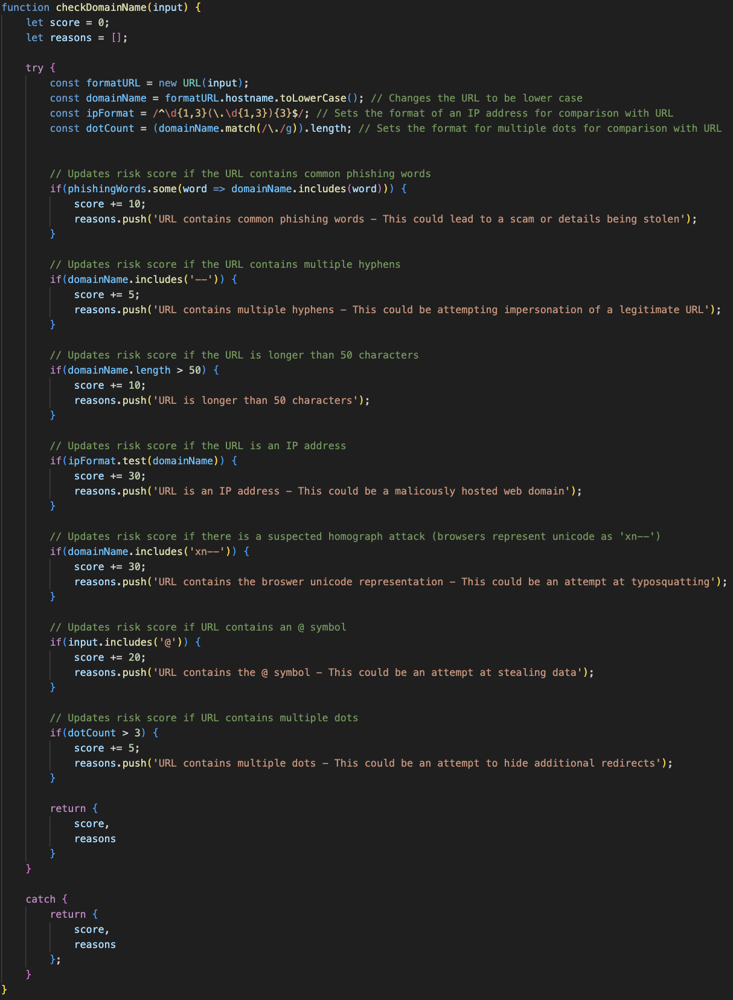 function checkDomainName(input) {
    let score = 0;
    let reasons = [];

    try {
        const formatURL = new URL(input);
        const domainName = formatURL.hostname.toLowerCase(); // Changes the URL to be lower case
        const ipFormat = /^\d{1,3}(\.\d{1,3}){3}$/; // Sets the format of an IP address for comparison with URL
        const dotCount = (domainName.match(/\./g)).length; // Sets the format for multiple dots for comparison with URL


        // Updates risk score if the URL contains common phishing words
        if(phishingWords.some(word => domainName.includes(word))) {
            score += 10;
            reasons.push('URL contains common phishing words – This could lead to a scam or details being stolen');
        }

        // Updates risk score if the URL contains multiple hyphens
        if(domainName.includes('--')) {
            score += 5;
            reasons.push('URL contains multiple hyphens – This could be attempting impersonation of a legitimate URL');
        }

        // Updates risk score if the URL is longer than 50 characters
        if(domainName.length > 50) {
            score += 10;
            reasons.push('URL is longer than 50 characters');
        }

        // Updates risk score if the URL is an IP address
        if(ipFormat.test(domainName)) {
            score += 30;
            reasons.push('URL is an IP address – This could be a malicously hosted web domain');
        }

        // Updates risk score if there is a suspected homograph attack (browsers represent unicode as 'xn--')
        if(domainName.includes('xn--')) {
            score += 30;
            reasons.push('URL contains the broswer unicode representation – This could be an attempt at typosquatting');
        }

        // Updates risk score if URL contains an @ symbol
        if(input.includes('@')) {
            score += 20;
            reasons.push('URL contains the @ symbol – This could be an attempt at stealing data');
        }

        // Updates risk score if URL contains multiple dots
        if(dotCount > 3) {
            score += 5;
            reasons.push('URL contains multiple dots – This could be an attempt to hide additional redirects');
        }

        return {
            score,
            reasons
        }
    }

    catch {
        return {
            score,
            reasons
        };
    }
}